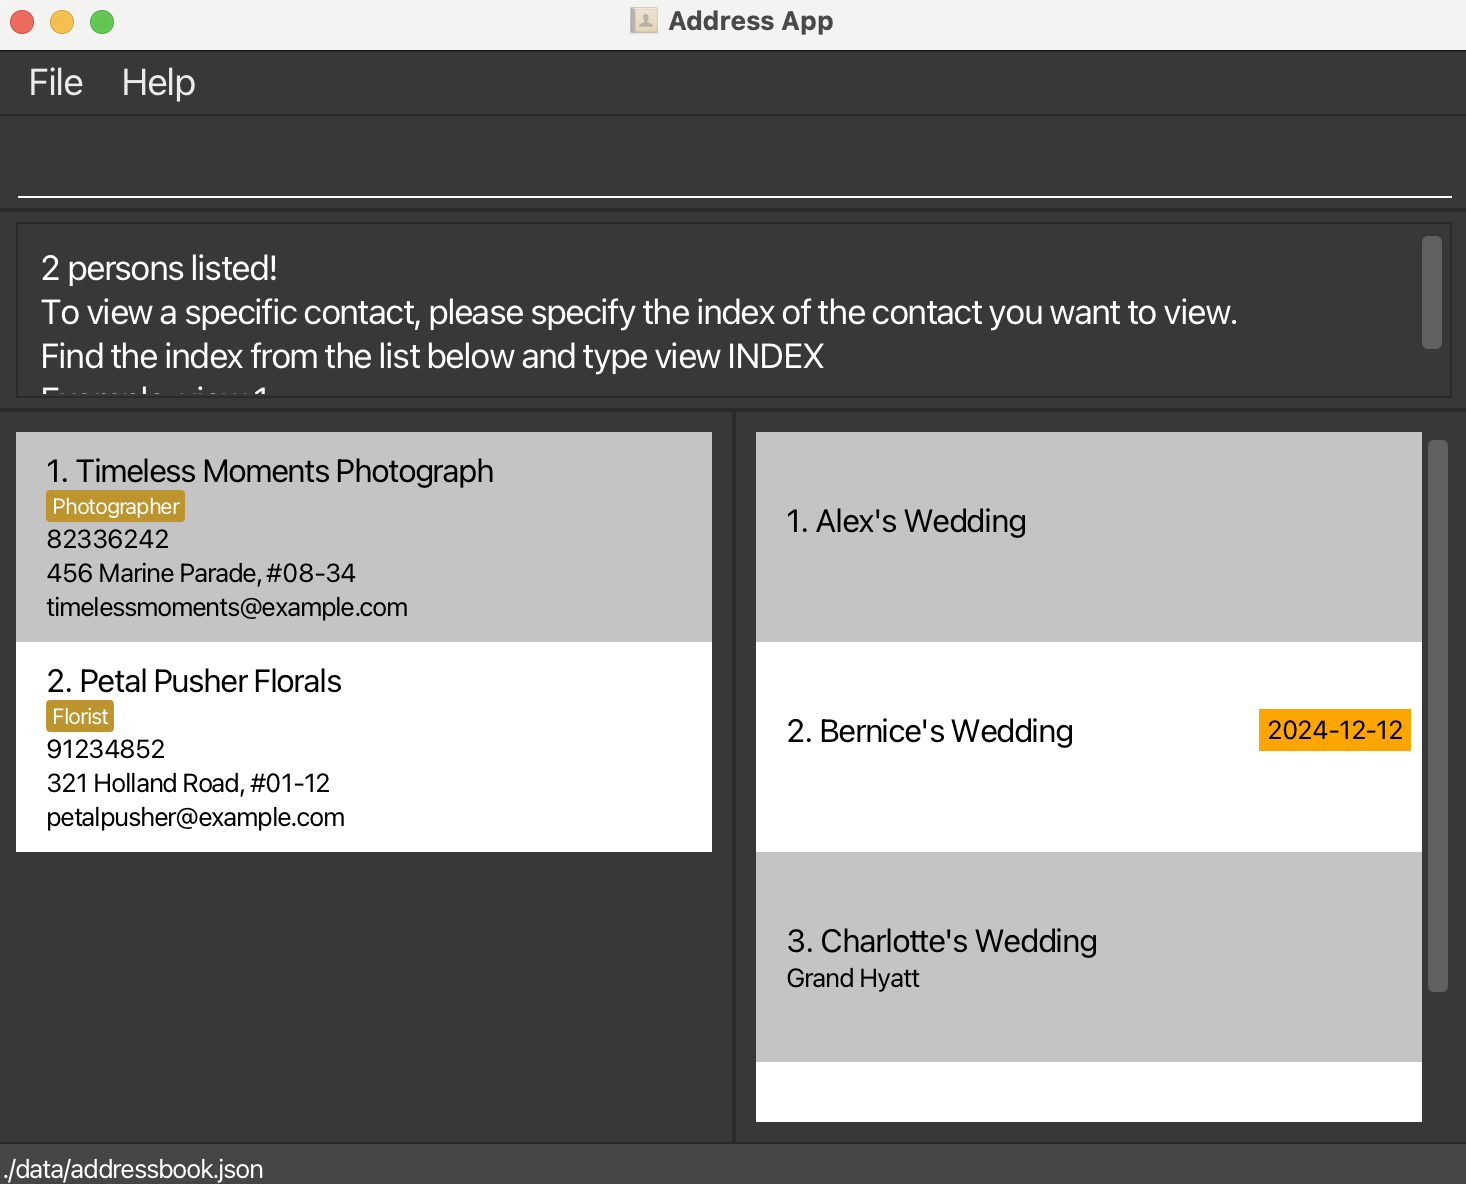 Address App
File Help
2 persons listed!
To view a specific contact, please specify the index of the contact you want to view.
Find the index from the list below and type view INDEX
1. Timeless Moments Photograph
Photographer
82336242
456 Marine Parade, #08-34
timelessmoments@example.com
2. Petal Pusher Florals
Florist
91234852
321 Holland Road, #01-12
petalpusher@example.com
1. Alex's Wedding
2. Bernice's Wedding
2024-12-12
3. Charlotte's Wedding
Grand Hyatt
./data/addressbook.json